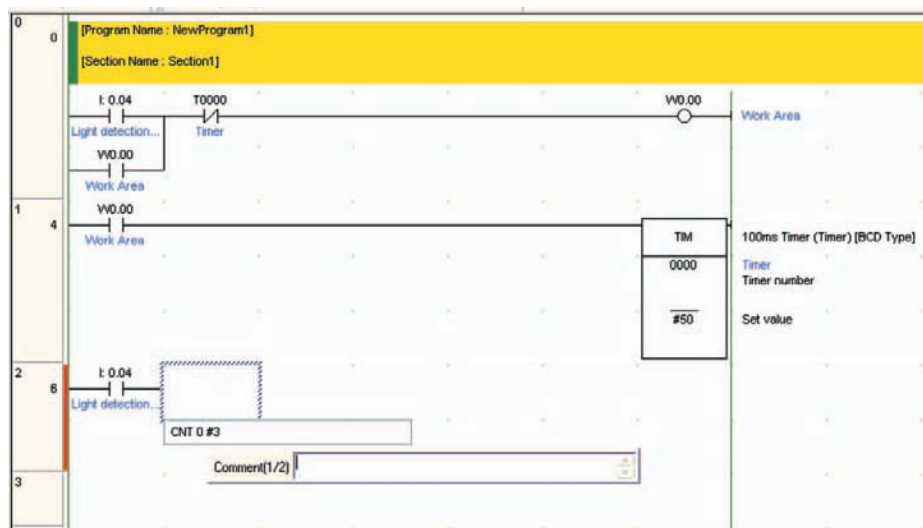 0
0
[Program Name : NewProgram1]
[Section Name : Section1]
I: 0.04
T0000
W0.00
Light detection...
Timer
Work Area
W0.00
Work Area
1
4
W0.00
Work Area
TIM
100ms Timer (Timer) [BCD Type]
0000
Timer
Timer number
#50
Set value
2
6
I: 0.04
Light detection...
CNT 0 #3
Comment(1/2)
3